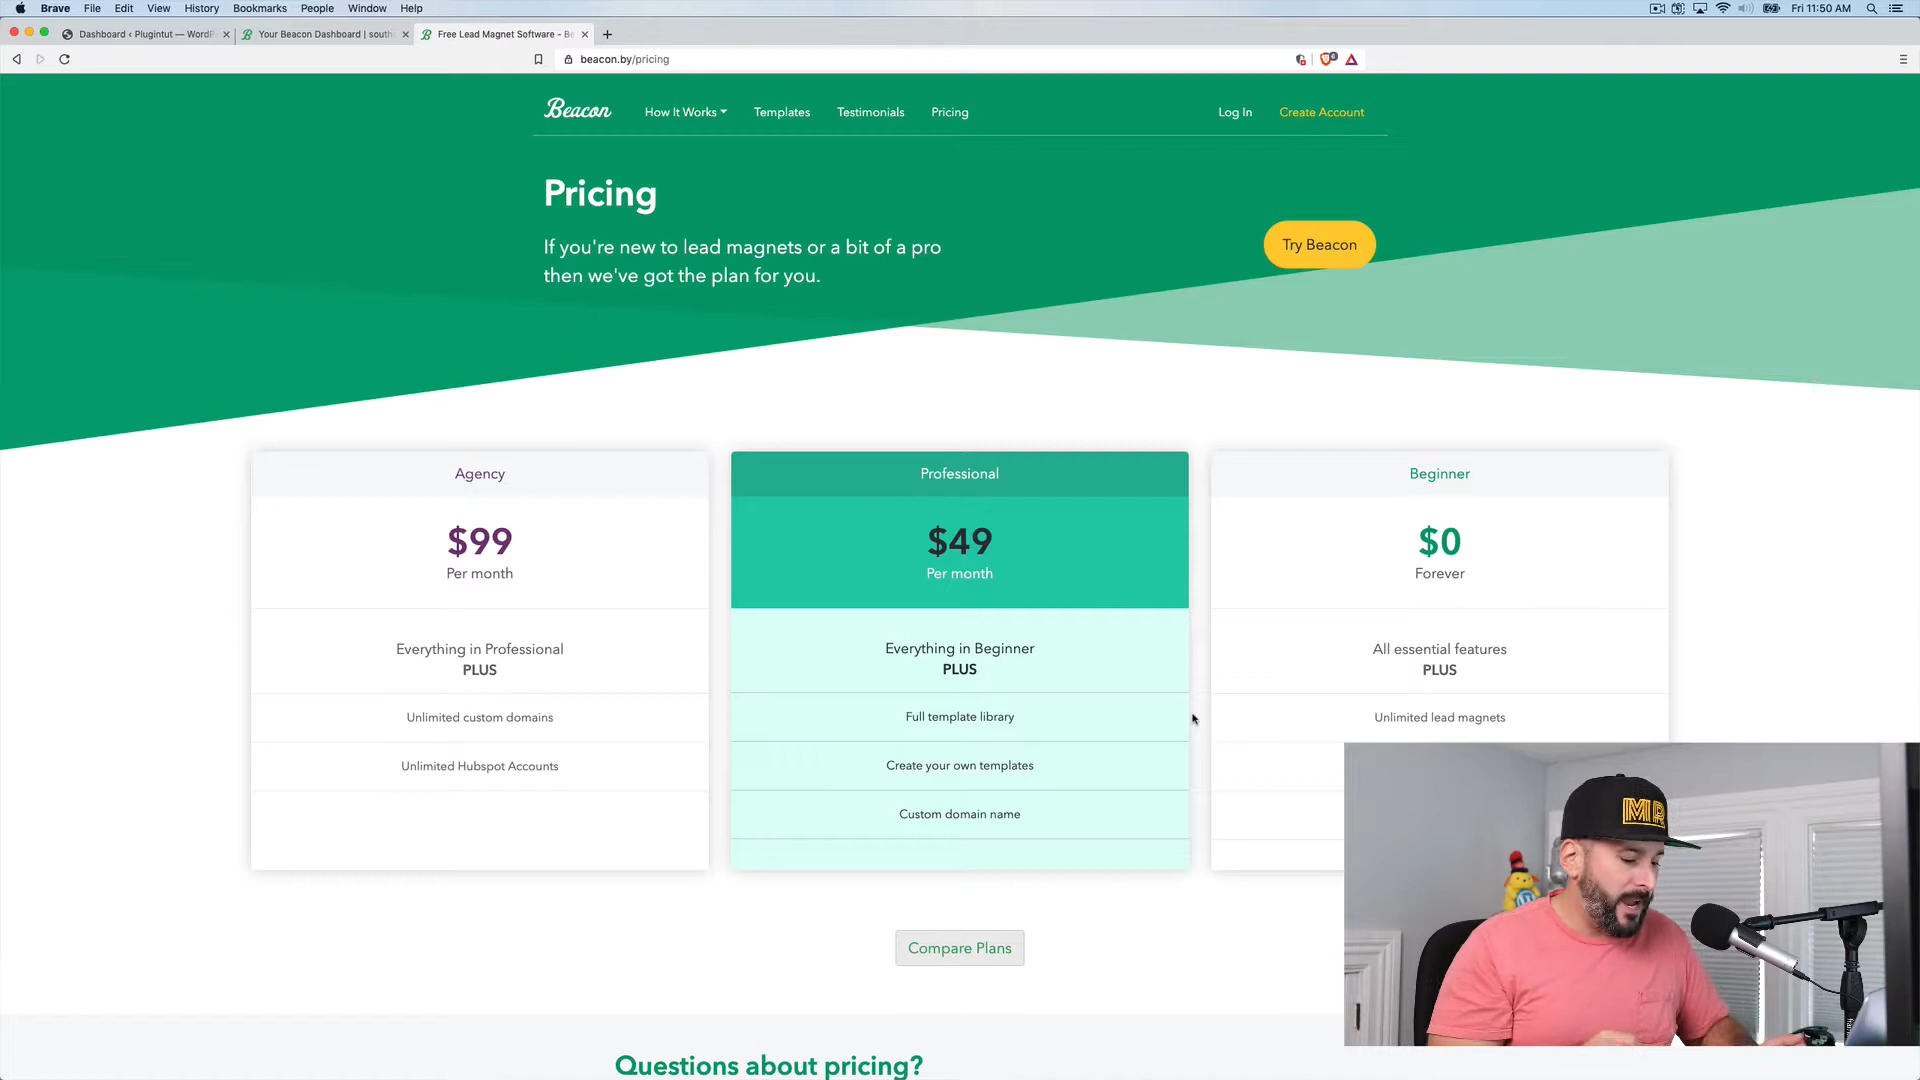 Brave File Edit View History Bookmarks People Window Help
Fri 11:50 AM
Dashboard ‹ Plugintut — WordP
Your Beacon Dashboard | south
Free Lead Magnet Software - Be
beacon.by/pricing
Beacon
How It Works
Templates
Testimonials
Pricing
Log In
Create Account
Pricing
If you're new to lead magnets or a bit of a pro
then we've got the plan for you.
Try Beacon
Agency
$99
Per month
Everything in Professional
PLUS
Unlimited custom domains
Unlimited Hubspot Accounts
Professional
$49
Per month
Everything in Beginner
PLUS
Full template library
Create your own templates
Custom domain name
Beginner
$0
Forever
All essential features
PLUS
Unlimited lead magnets
Compare Plans
Questions about pricing?
MR